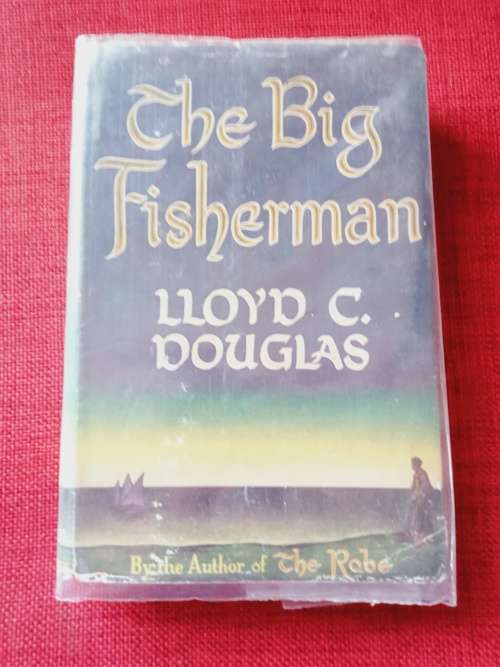 The Big
Fisherman
LLOYD C.
DOUGLAS
By the Author of The Robe